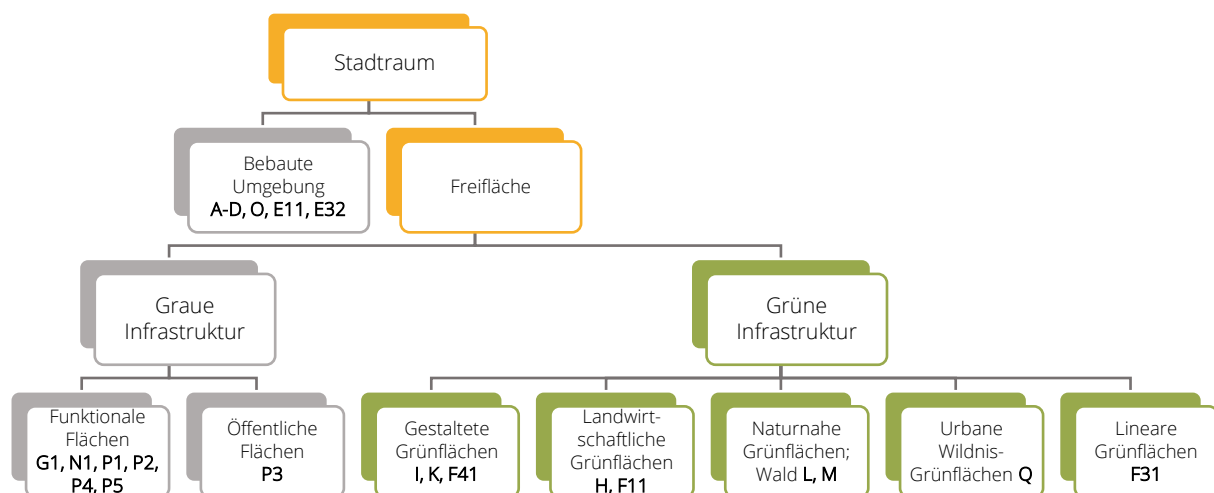 Stadtraum
Bebaute
Umgebung
A-D, O, E11, E32
Freifläche
Graue
Infrastruktur
Grüne
Infrastruktur
Funktionale
Flächen
G1, N1, P1, P2,
P4, P5
Öffentliche
Flächen
P3
Gestaltete
Grünflächen
I, K, F41
Landwirt-
schaftliche
Grünflächen
H, F11
Naturnahe
Grünflächen;
Wald L, M
Urbane
Wildnis-
Grünflächen Q
Lineare
Grünflächen
F31